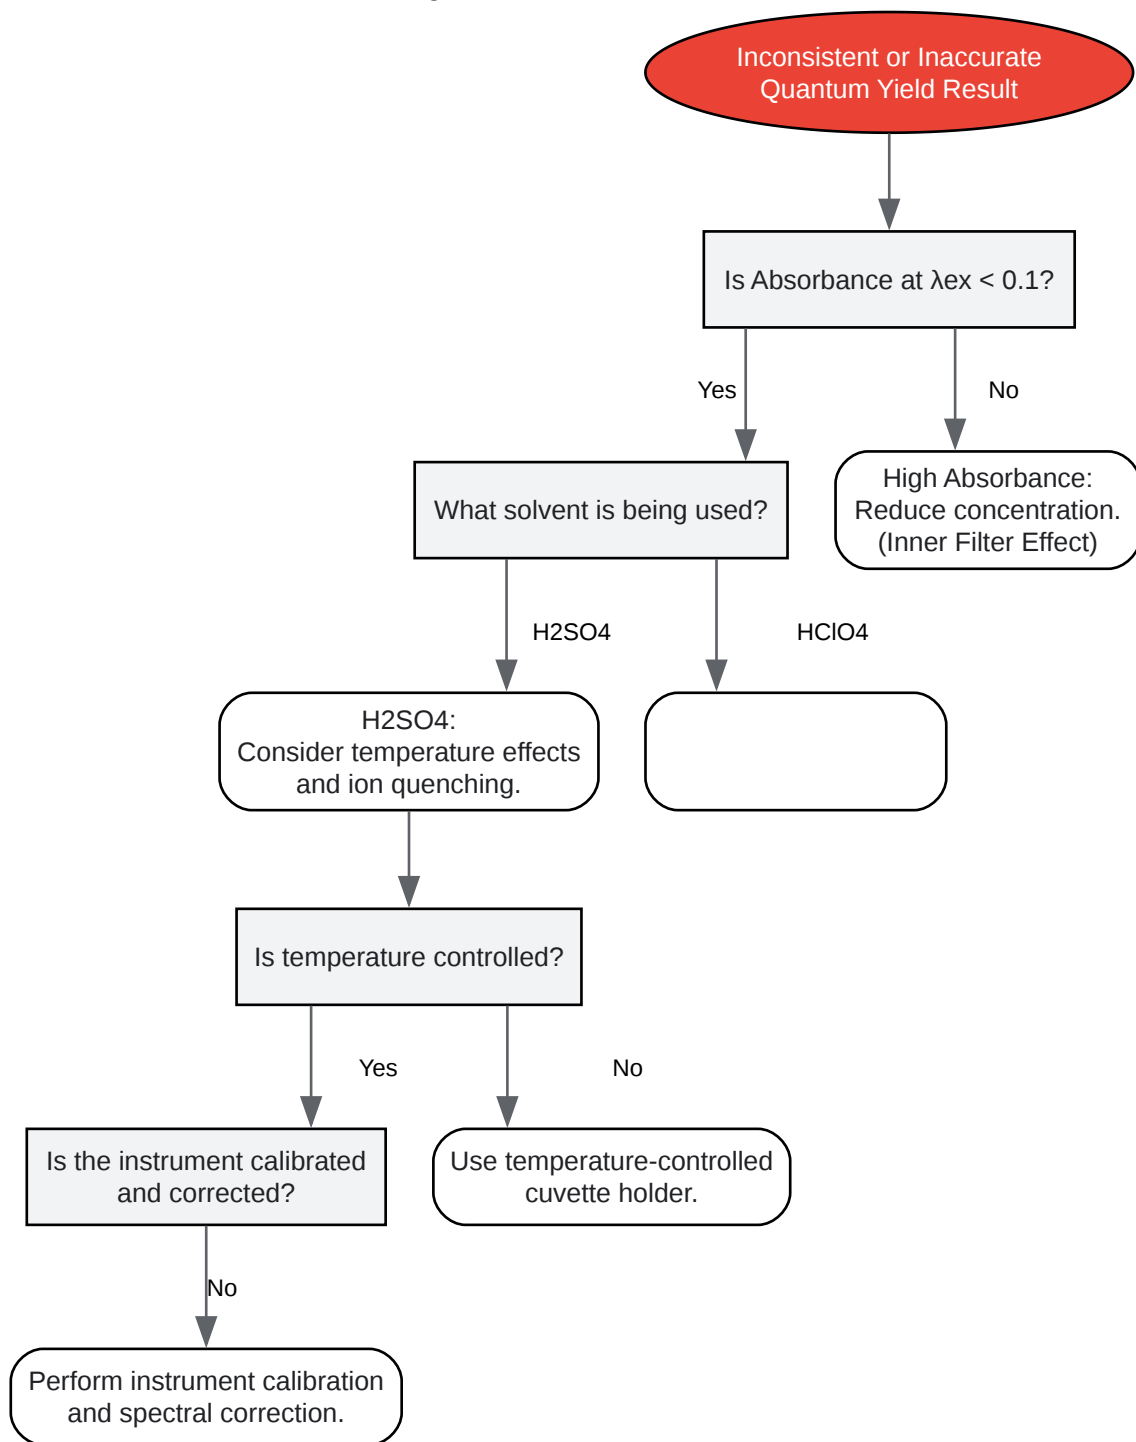 Inconsistent or Inaccurate
Quantum Yield Result
Is Absorbance at λex < 0.1?
Yes
No
What solvent is being used?
High Absorbance:
Reduce concentration.
(Inner Filter Effect)
H2SO4
HClO4
H2SO4:
Consider temperature effects
and ion quenching.
Is temperature controlled?
Yes
No
Is the instrument calibrated
and corrected?
Use temperature-controlled
cuvette holder.
No
Perform instrument calibration
and spectral correction.